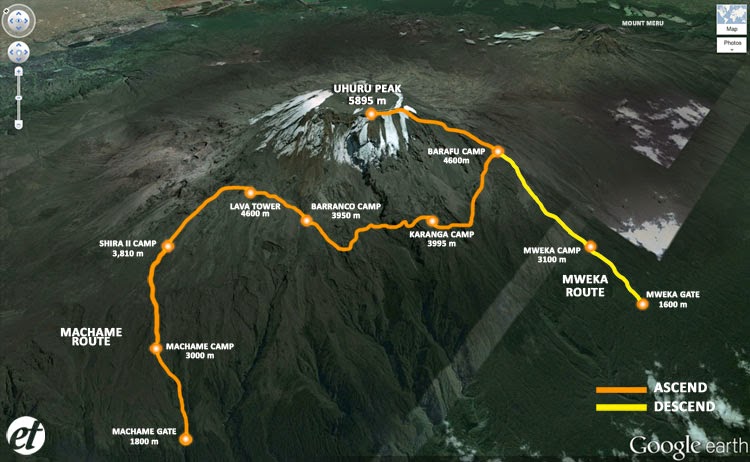 MOUNT MERU
Map
Photos
UHURU PEAK
5895 m
BARAFU CAMP
4600m
LAVA TOWER
4600 m
BARRANCO CAMP
3950 m
SHIRA II CAMP
3,810 m
KARANGA CAMP
3995 m
MWEKA CAMP
3100 m
MWEKA
ROUTE
MWEKA GATE
1600 m
MACHAME
ROUTE
MACHAME CAMP
3000 m
ASCEND
DESCEND
MACHAME GATE
1800 m
et
Google earth